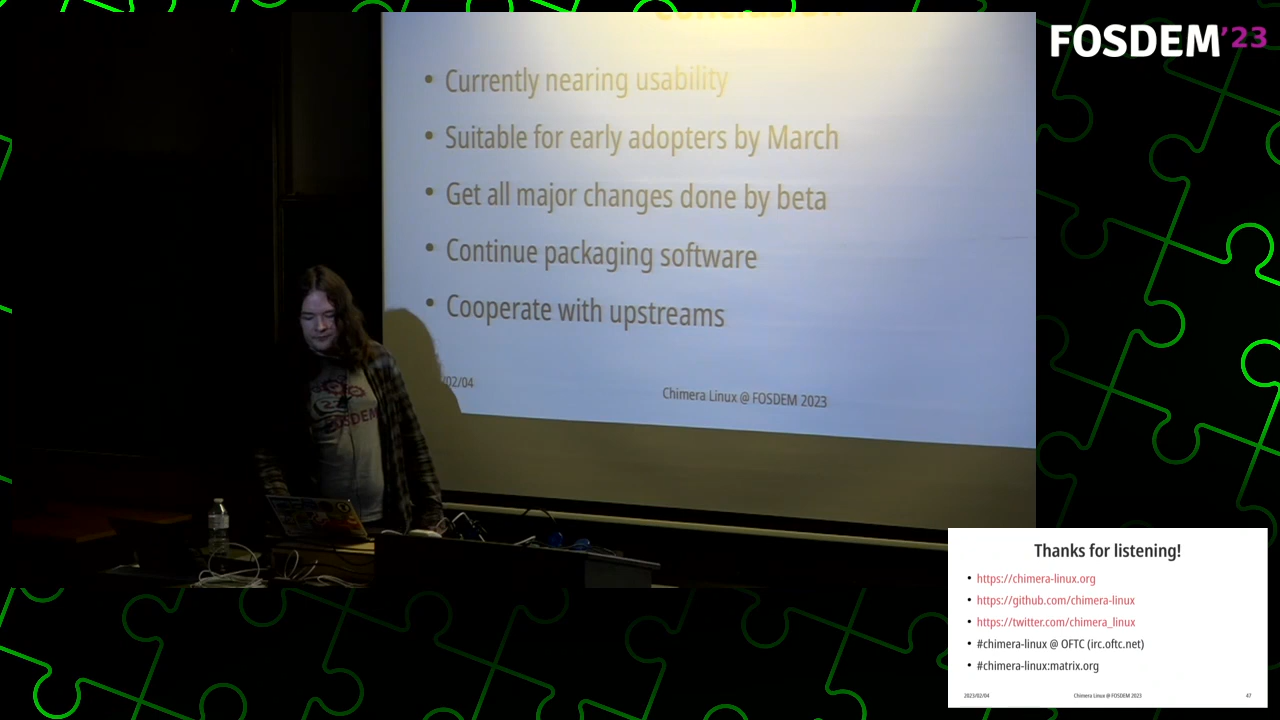 FOSDEM'23
Conclusion
• Currently nearing usability
• Suitable for early adopters by March
• Get all major changes done by beta
• Continue packaging software
• Cooperate with upstreams
/02/04
Chimera Linux @ FOSDEM 2023
FOSDEM
Thanks for listening!
• https://chimera-linux.org
• https://github.com/chimera-linux
• https://twitter.com/chimera_linux
• #chimera-linux @ OFTC (irc.oftc.net)
• #chimera-linux:matrix.org
2023/02/04
Chimera Linux @ FOSDEM 2023
47